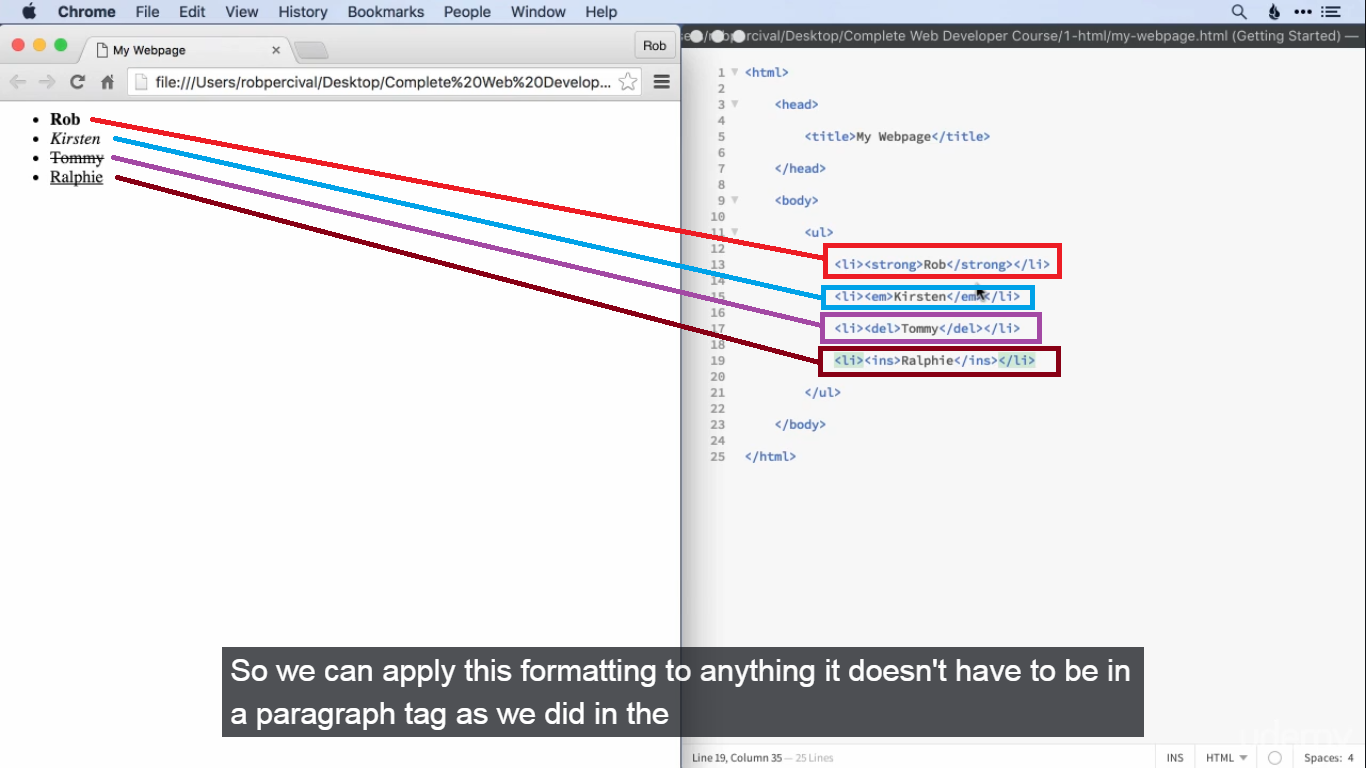 Chrome File Edit View History Bookmarks People Window Help
My Webpage
Rob
file:///Users/robpercival/Desktop/Complete%20Web%20Develop...
Rob
Kirsten
Tommy
Ralphie
percival/Desktop/Complete Web Developer Course/1-html/my-webpage.html (Getting Started) —
1 <html>
2
3 <head>
4
5 <title>My Webpage</title>
6
7 </head>
8
9 <body>
10
11 <ul>
12
13 <li><strong>Rob</strong></li>
14
15 <li><em>Kirsten</em></li>
16
17 <li><del>Tommy</del></li>
18
19 <li><ins>Ralphie</ins></li>
20
21 </ul>
22
23 </body>
24
25 </html>
So we can apply this formatting to anything it doesn't have to be in
a paragraph tag as we did in the
udemy
Line 19, Column 35 — 25 Lines
INS HTML Spaces: 4